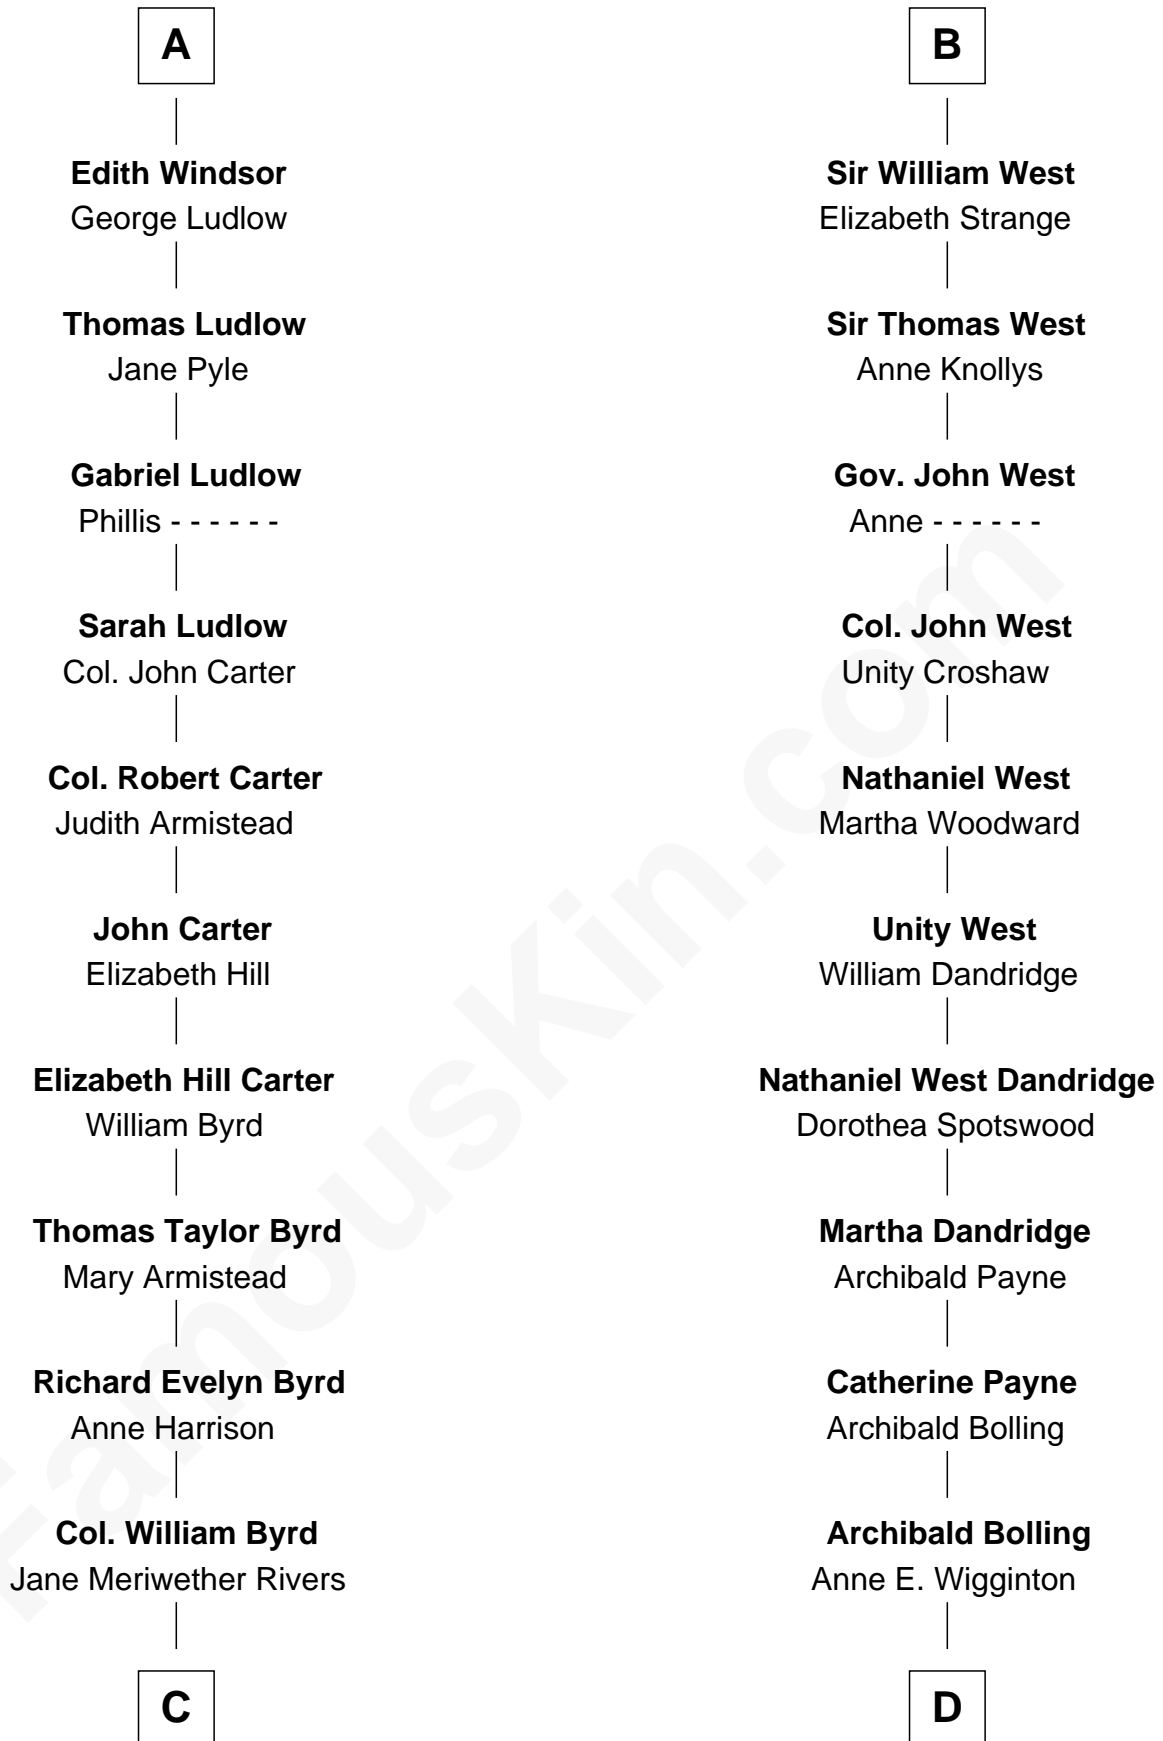 A
Edith Windsor
George Ludlow
Thomas Ludlow
Jane Pyle
Gabriel Ludlow
Phillis - - - - - -
Sarah Ludlow
Col. John Carter
Col. Robert Carter
Judith Armistead
John Carter
Elizabeth Hill
Elizabeth Hill Carter
William Byrd
Thomas Taylor Byrd
Mary Armistead
Richard Evelyn Byrd
Anne Harrison
Col. William Byrd
Jane Meriwether Rivers
C
B
Sir William West
Elizabeth Strange
Sir Thomas West
Anne Knollys
Gov. John West
Anne - - - - - -
Col. John West
Unity Croshaw
Nathaniel West
Martha Woodward
Unity West
William Dandridge
Nathaniel West Dandridge
Dorothea Spotswood
Martha Dandridge
Archibald Payne
Catherine Payne
Archibald Bolling
Archibald Bolling
Anne E. Wigginton
D
FamousKin.com